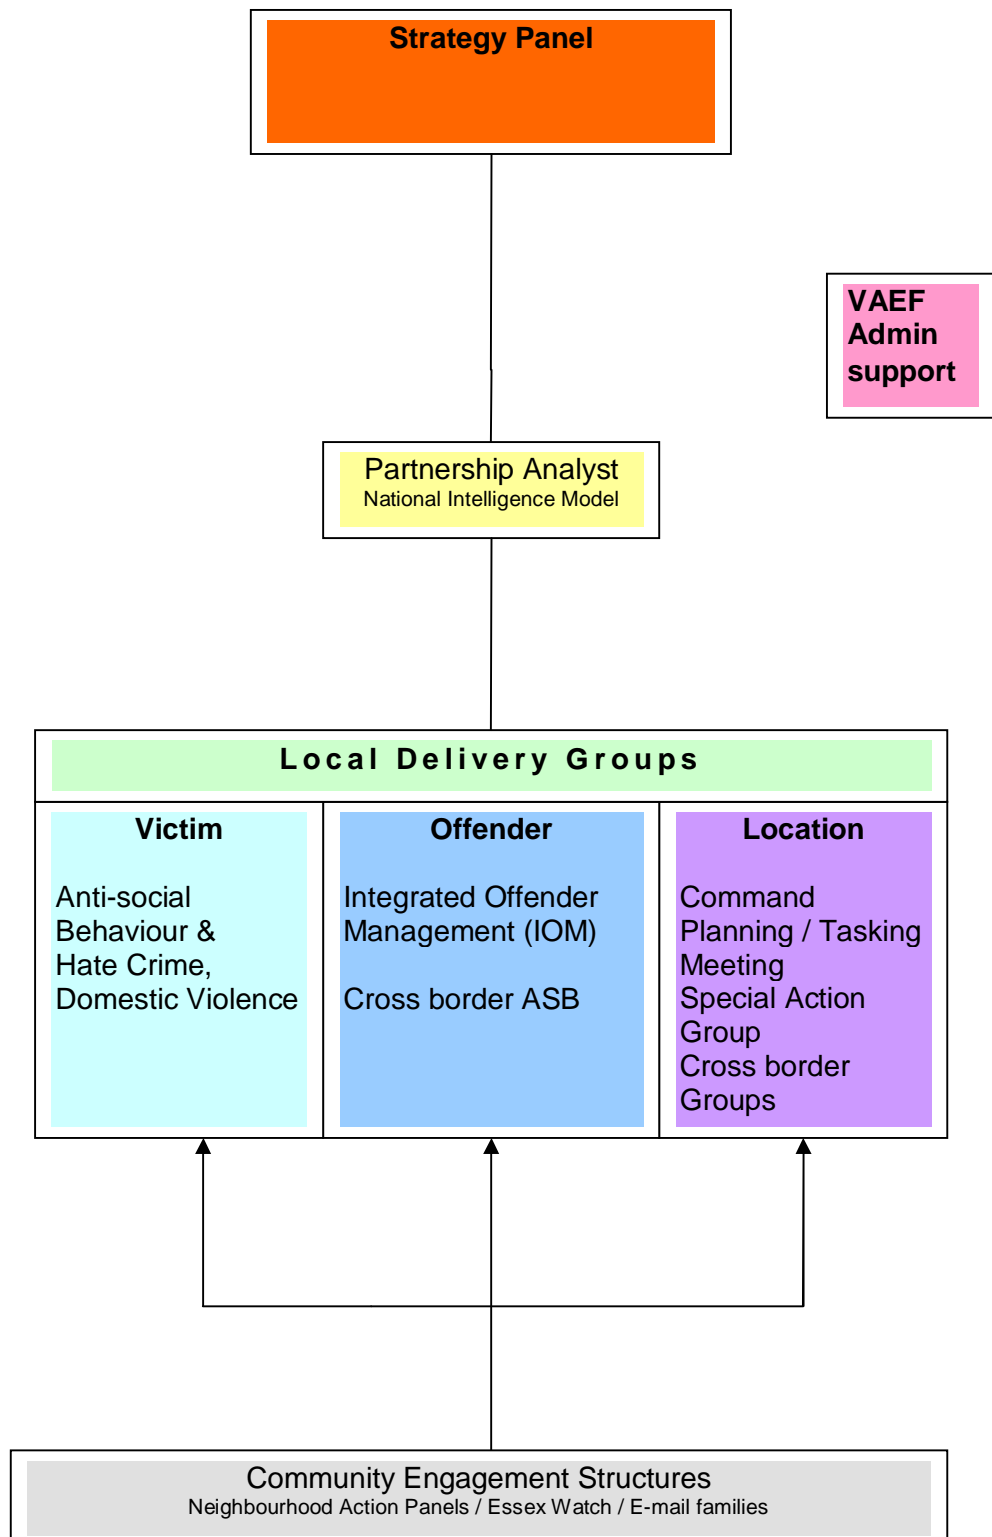 Strategy Panel
VAEF
Admin
support
Partnership Analyst
National Intelligence Model
Local Delivery Groups
Victim
Anti-social
Behaviour &
Hate Crime,
Domestic Violence
Offender
Integrated Offender
Management (IOM)
Cross border ASB
Location
Command
Planning / Tasking
Meeting
Special Action
Group
Cross border
Groups
Community Engagement Structures
Neighbourhood Action Panels / Essex Watch / E-mail families